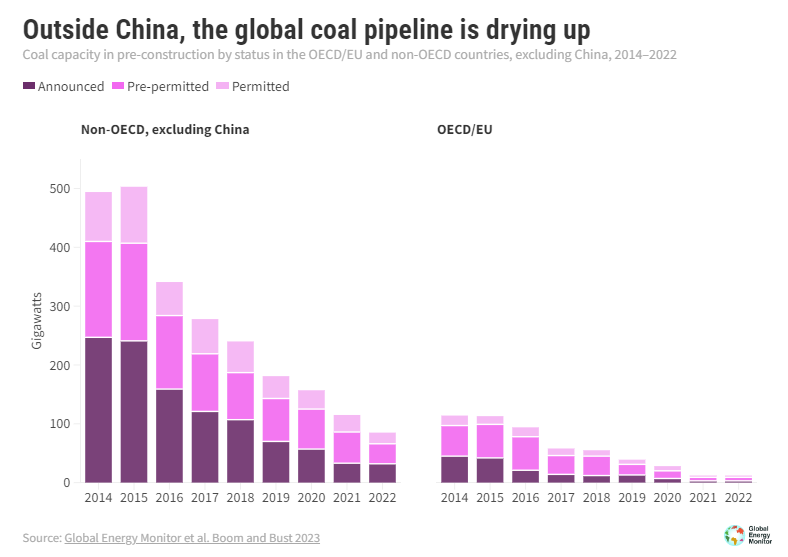 Outside China, the global coal pipeline is drying up
Coal capacity in pre-construction by status in the OECD/EU and non-OECD countries, excluding China, 2014–2022
Announced Pre-permitted Permitted
Non-OECD, excluding China
OECD/EU
Gigawatts
500
400
300
200
100
0
2014 2015 2016 2017 2018 2019 2020 2021 2022
2014 2015 2016 2017 2018 2019 2020 2021 2022
Source: Global Energy Monitor et al. Boom and Bust 2023
Global
Energy
Monitor